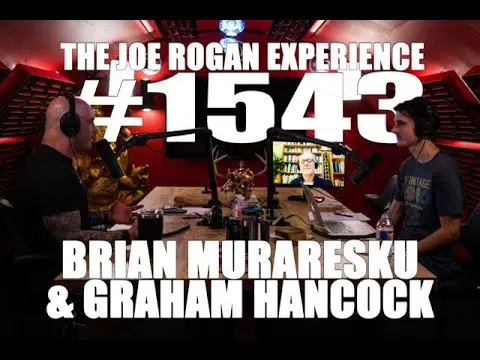 THE JOE ROGAN EXPERIENCE
#1543
BRIAN MURARESKU
& GRAHAM HANCOCK